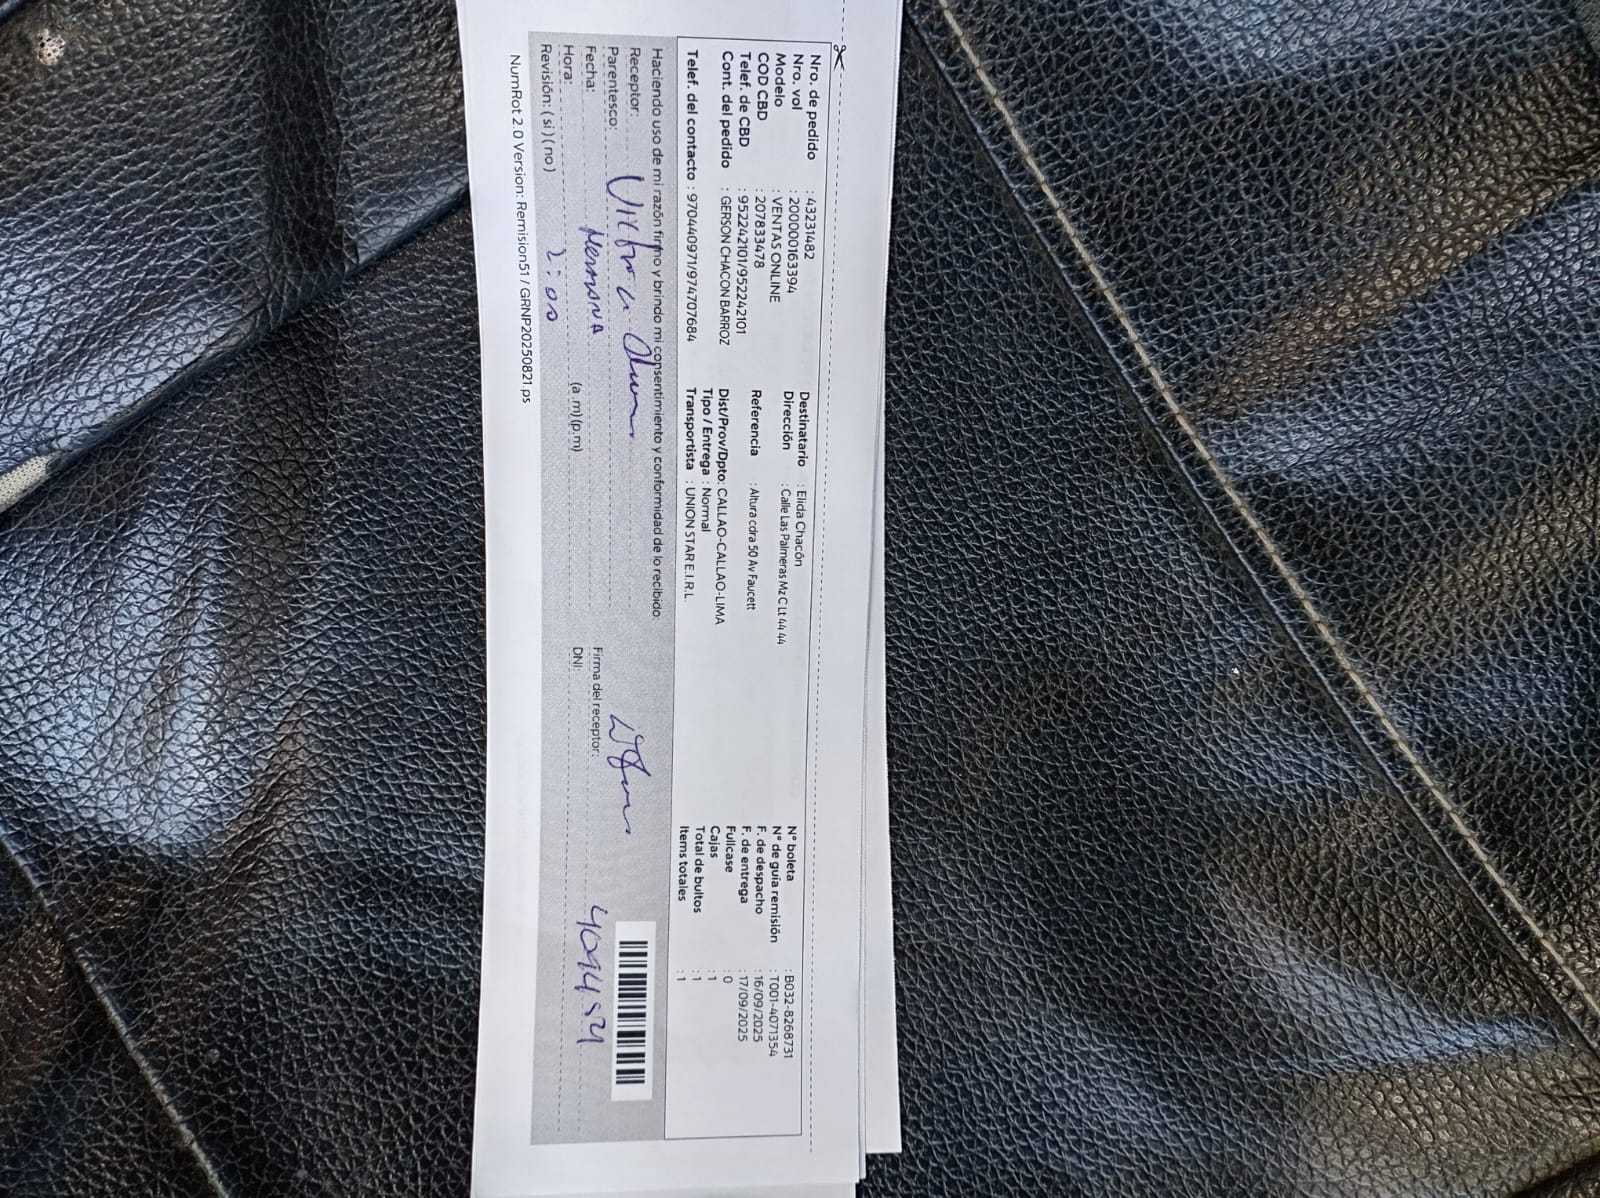 Nro. de pedido : 43231482
Nro. vol : 200000163394
Modelo : VENTAS ONLINE
COD CBD : 207833478
Telef. de CBD : 952242101/952242101
Cont. del pedido : GERSON CHACON BARROZ
Telef. del contacto : 970440971/974707684
Destinatario : Elida Chacón
Dirección : Calle Las Palmeras Mz C Lt 44 44
Referencia : Altura cdra 50 Av Faucett
Dist/Prov/Dpto: CALLAO-CALLAO-LIMA
Tipo / Entrega : Normal
Transportista : UNION STAR E.I.R.L.
N° boleta : B032-8268731
N° de guía remisión : T001-4071354
F. de despacho : 16/09/2025
F. de entrega : 17/09/2025
Fullcase : 0
Cajas : 1
Total de bultos : 1
Items totales : 1
Haciendo uso de mi razón firmo y brindo mi consentimiento y conformidad de lo recibido:
Receptor:
Parentesco: Hermana
Fecha:
Hora: 2:00 (a .m)(p.m)
Revisión: ( si ) ( no )
Firma del receptor:
DNI:
NumRot 2.0 Version: Remision51 / GRNP20250821.ps